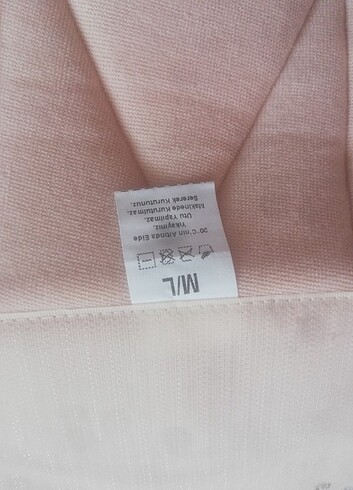 M/L
30°C'nin Altında Elde
Yıkayınız.
Ütü Yapılmaz.
Makinede Kurutulmaz.
Sererek Kurutunuz.